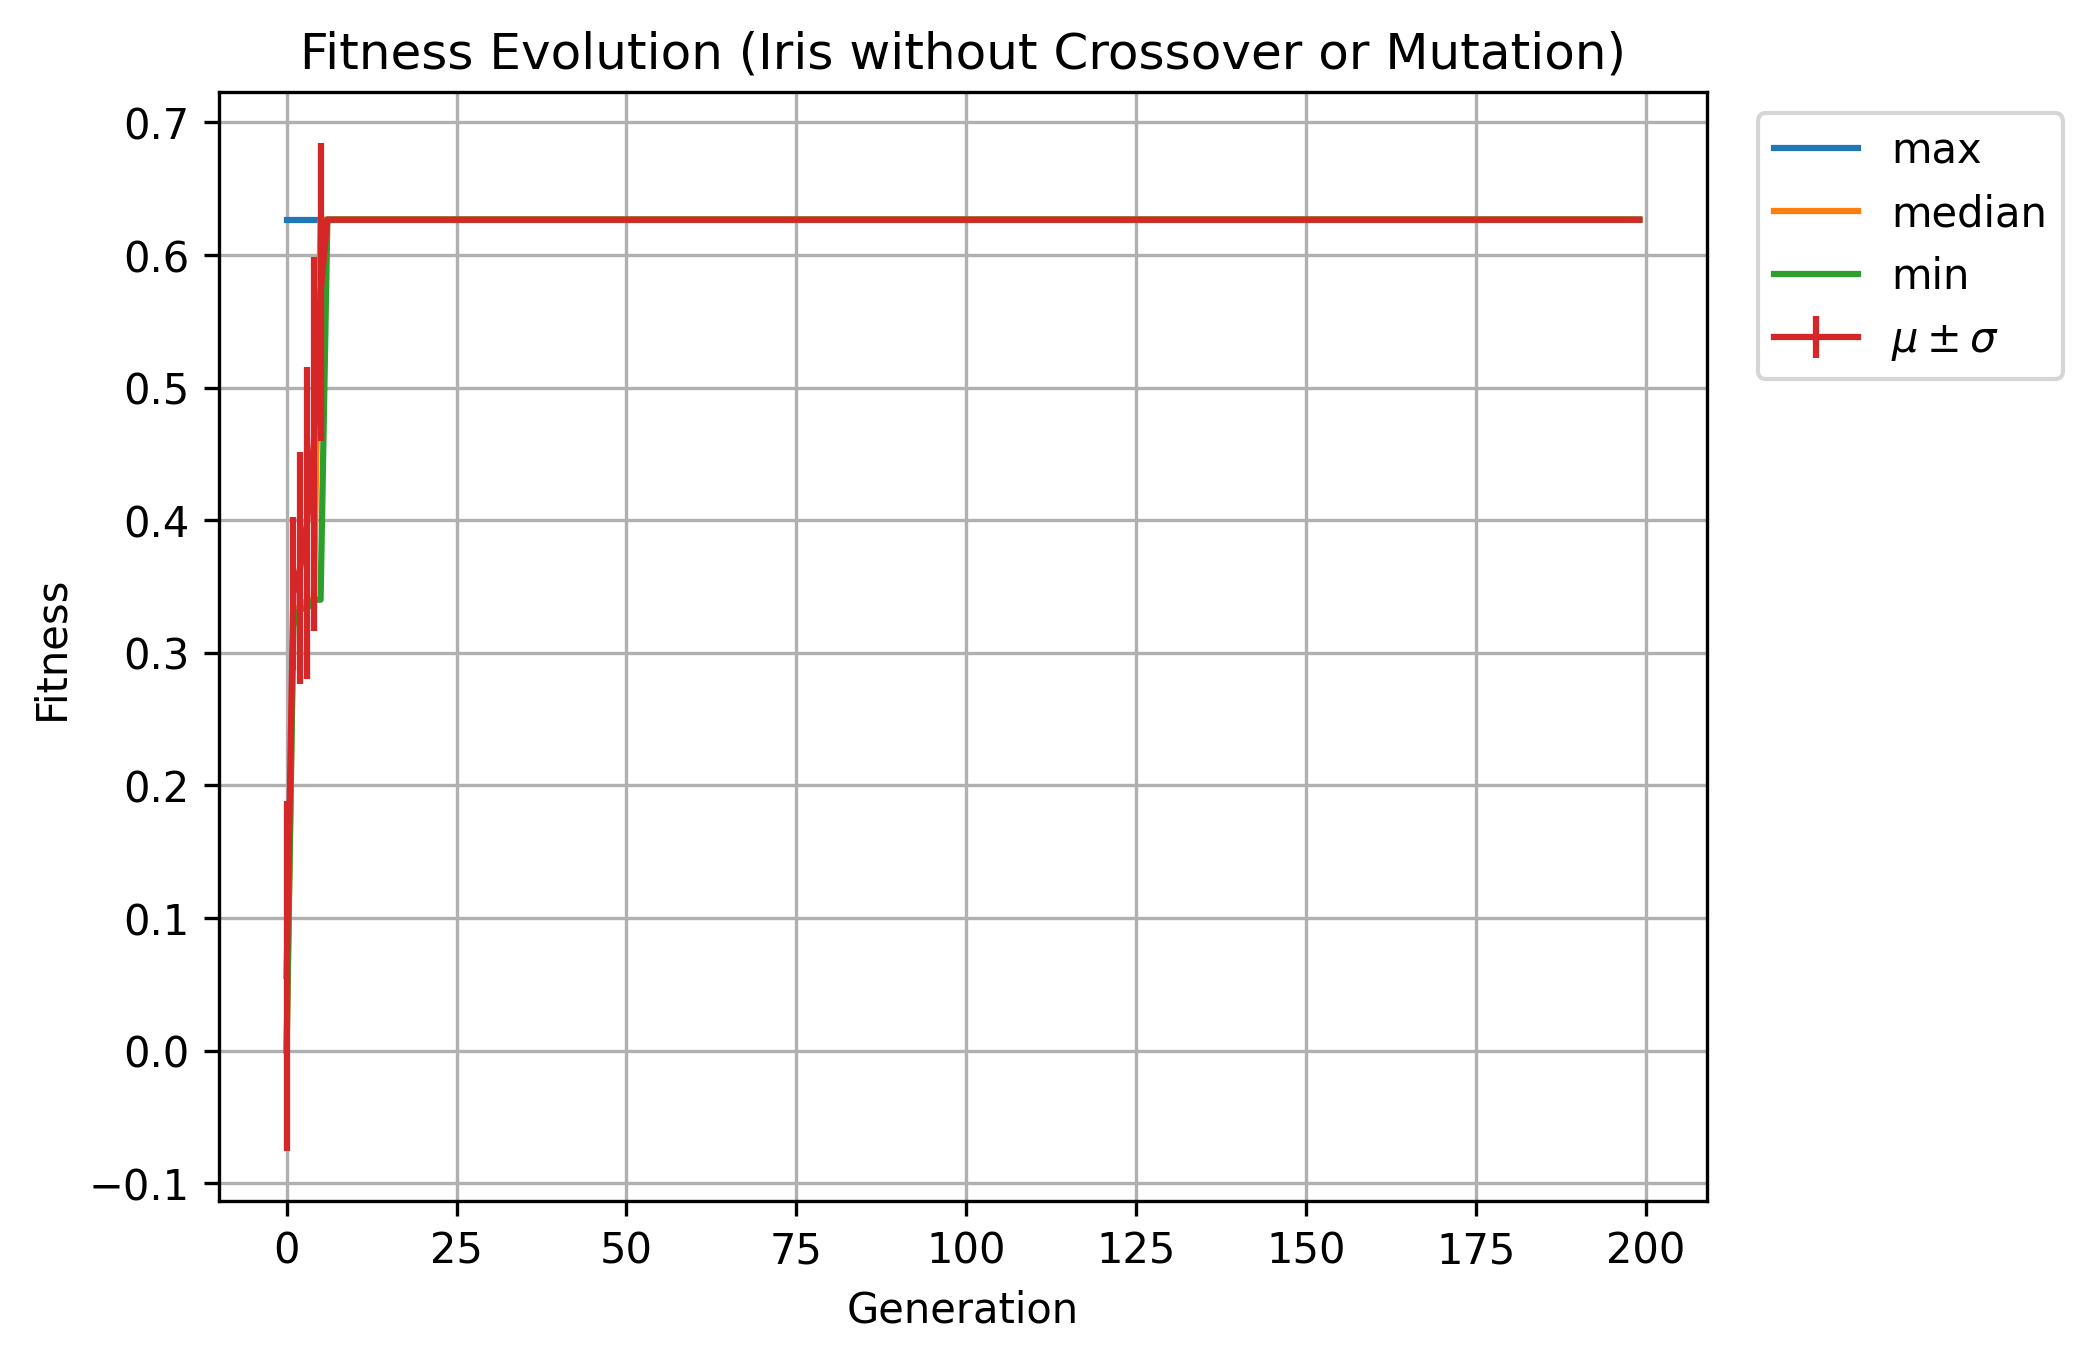 Fitness Evolution (Iris without Crossover or Mutation)
0.7
0.6
0.5
0.4
0.3
0.2
0.1
0.0
−0.1
Fitness
0 25 50 75 100 125 150 175 200
Generation
max
median
min
μ ± σ